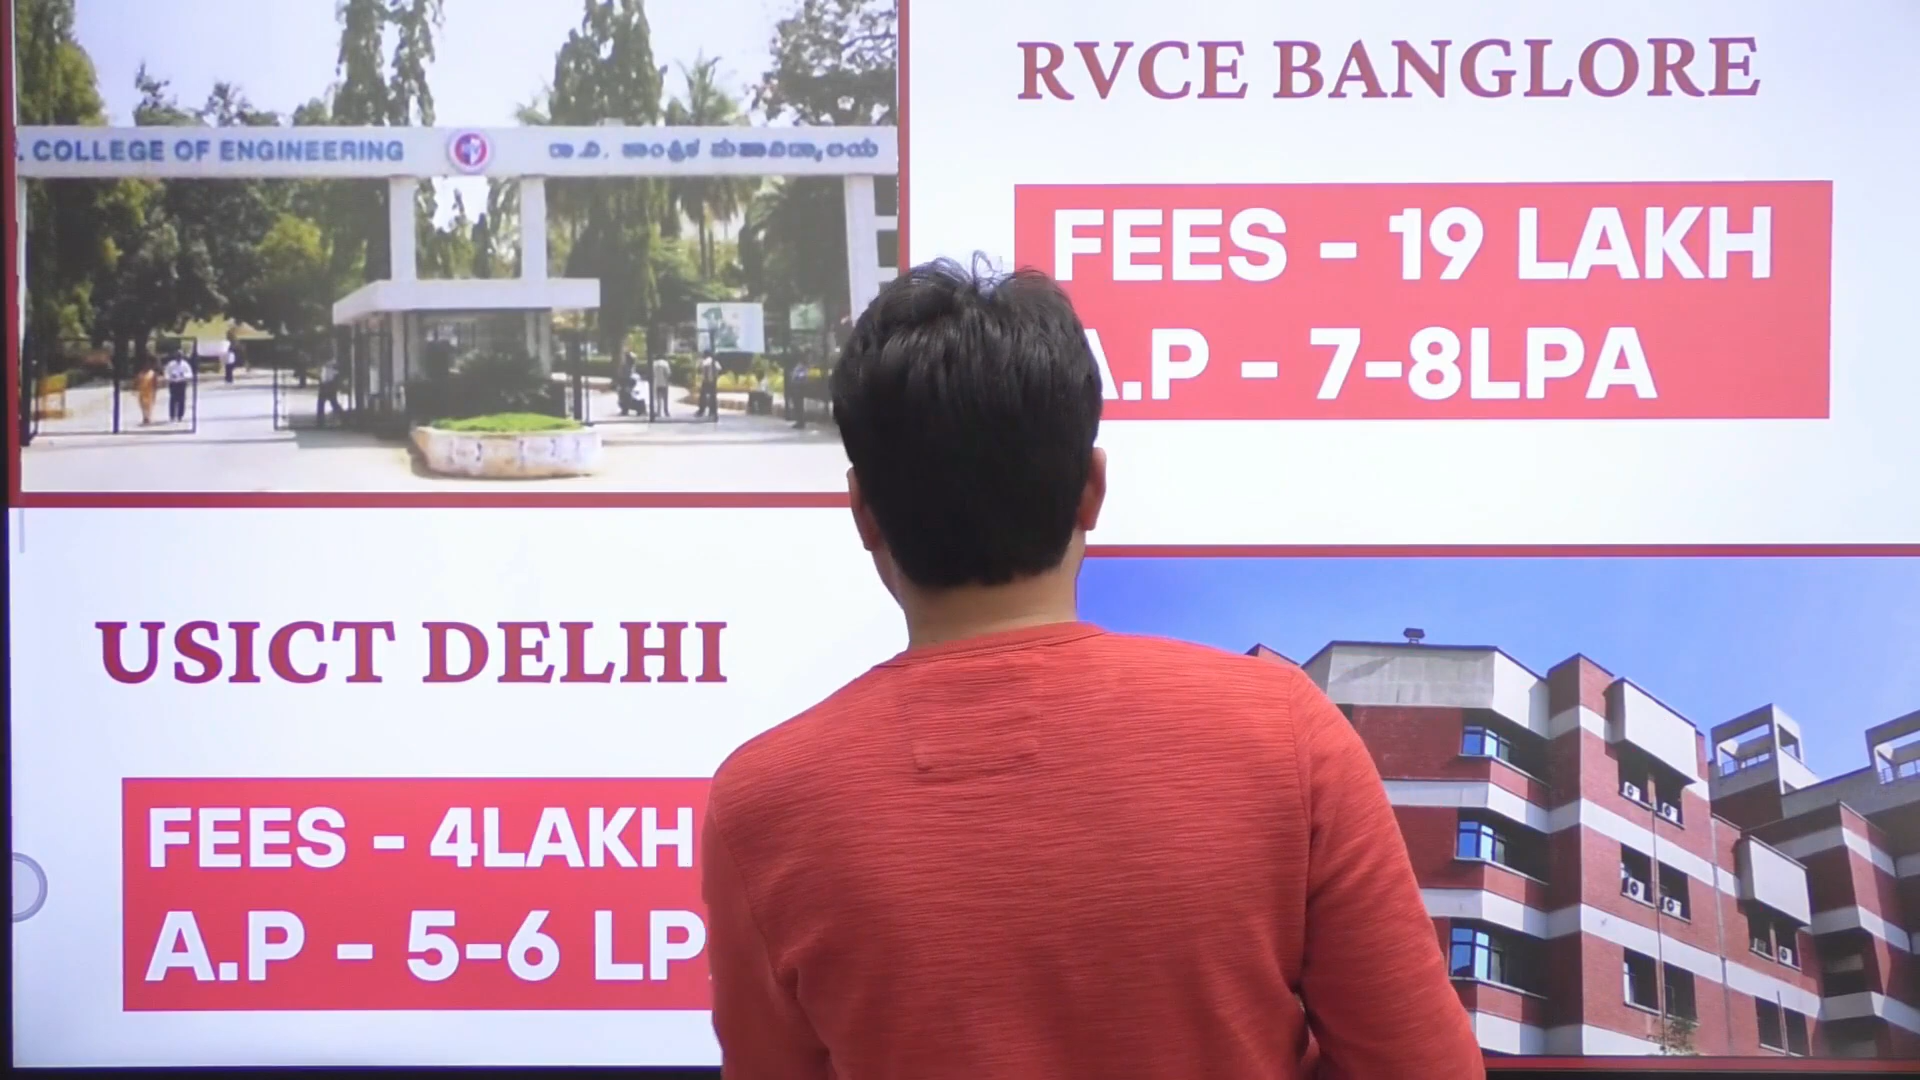 . COLLEGE OF ENGINEERING
RVCE BANGLORE
FEES - 19 LAKH
A.P - 7-8LPA
USICT DELHI
FEES - 4LAKH
A.P - 5-6 LP